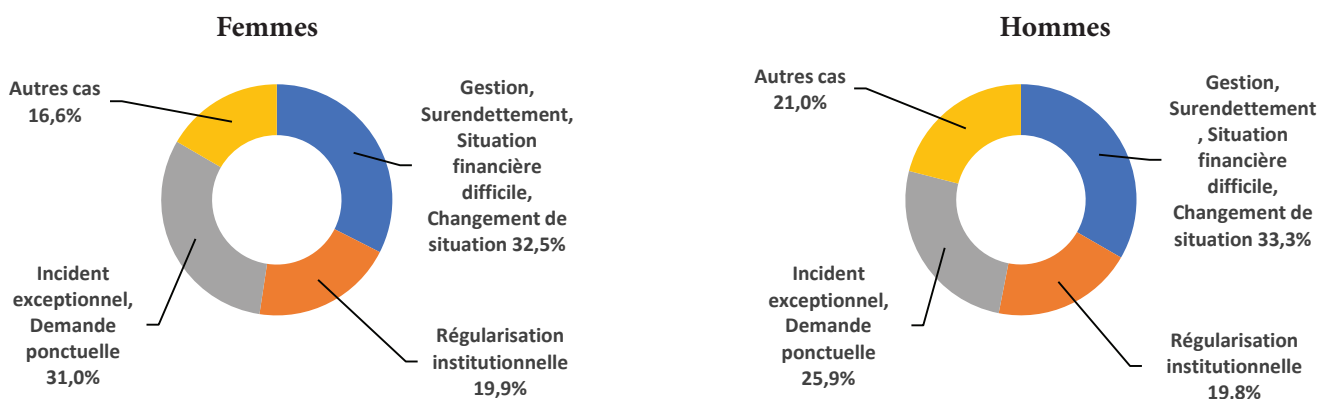 Femmes
Autres cas
16,6%
Gestion,
Surendettement,
Situation
financière
difficile,
Changement de
situation 32,5%
Incident
exceptionnel,
Demande
ponctuelle
31,0%
Régularisation
institutionnelle
19,9%
Hommes
Autres cas
21,0%
Gestion,
Surendettement
, Situation
financière
difficile,
Changement de
situation 33,3%
Incident
exceptionnel,
Demande
ponctuelle
25,9%
Régularisation
institutionnelle
19,8%